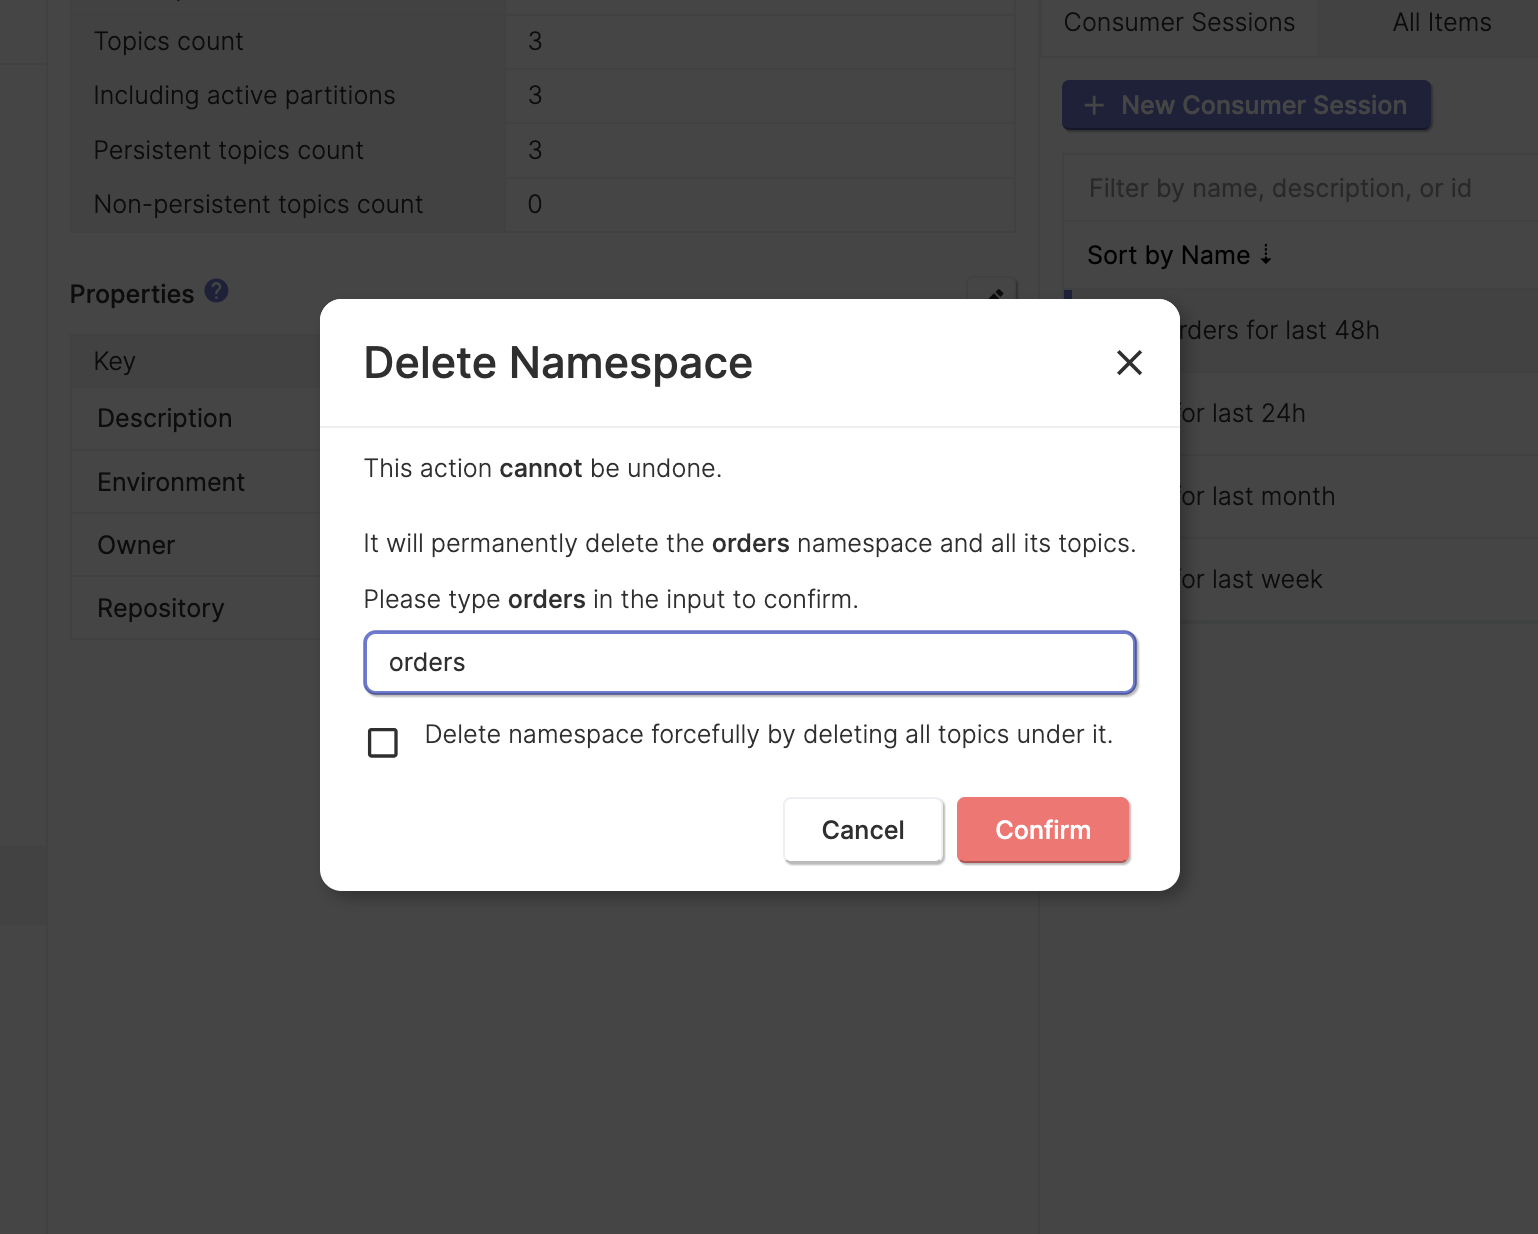 Topics count 3
Including active partitions 3
Persistent topics count 3
Non-persistent topics count 0
Properties ?
Key
Description
Environment
Owner
Repository
Consumer Sessions All Items
+ New Consumer Session
Filter by name, description, or id
Sort by Name
rders for last 48h
or last 24h
or last month
or last week
Delete Namespace
This action cannot be undone.
It will permanently delete the orders namespace and all its topics.
Please type orders in the input to confirm.
orders
Delete namespace forcefully by deleting all topics under it.
Cancel Confirm